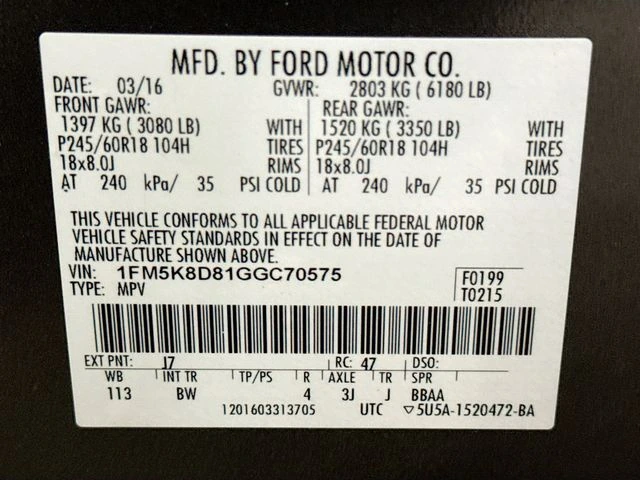 MFD. BY FORD MOTOR CO.
DATE: 03/16 GVWR: 2803 KG ( 6180 LB)
FRONT GAWR: REAR GAWR:
1397 KG ( 3080 LB) WITH 1520 KG ( 3350 LB) WITH
P245/60R18 104H TIRES P245/60R18 104H TIRES
18x8.0J RIMS 18x8.0J RIMS
AT 240 kPa/ 35 PSI COLD AT 240 kPa/ 35 PSI COLD
THIS VEHICLE CONFORMS TO ALL APPLICABLE FEDERAL MOTOR
VEHICLE SAFETY STANDARDS IN EFFECT ON THE DATE OF
MANUFACTURE SHOWN ABOVE.
VIN: 1FM5K8D81GGC70575 F0199
TYPE: MPV T0215
EXT PNT: J7 RC: 47 DSO:
WB INT TR TP/PS R AXLE TR SPR
113 BW 4 3J J BBAA
1201603313705 UTC ▽5U5A-1520472-BA